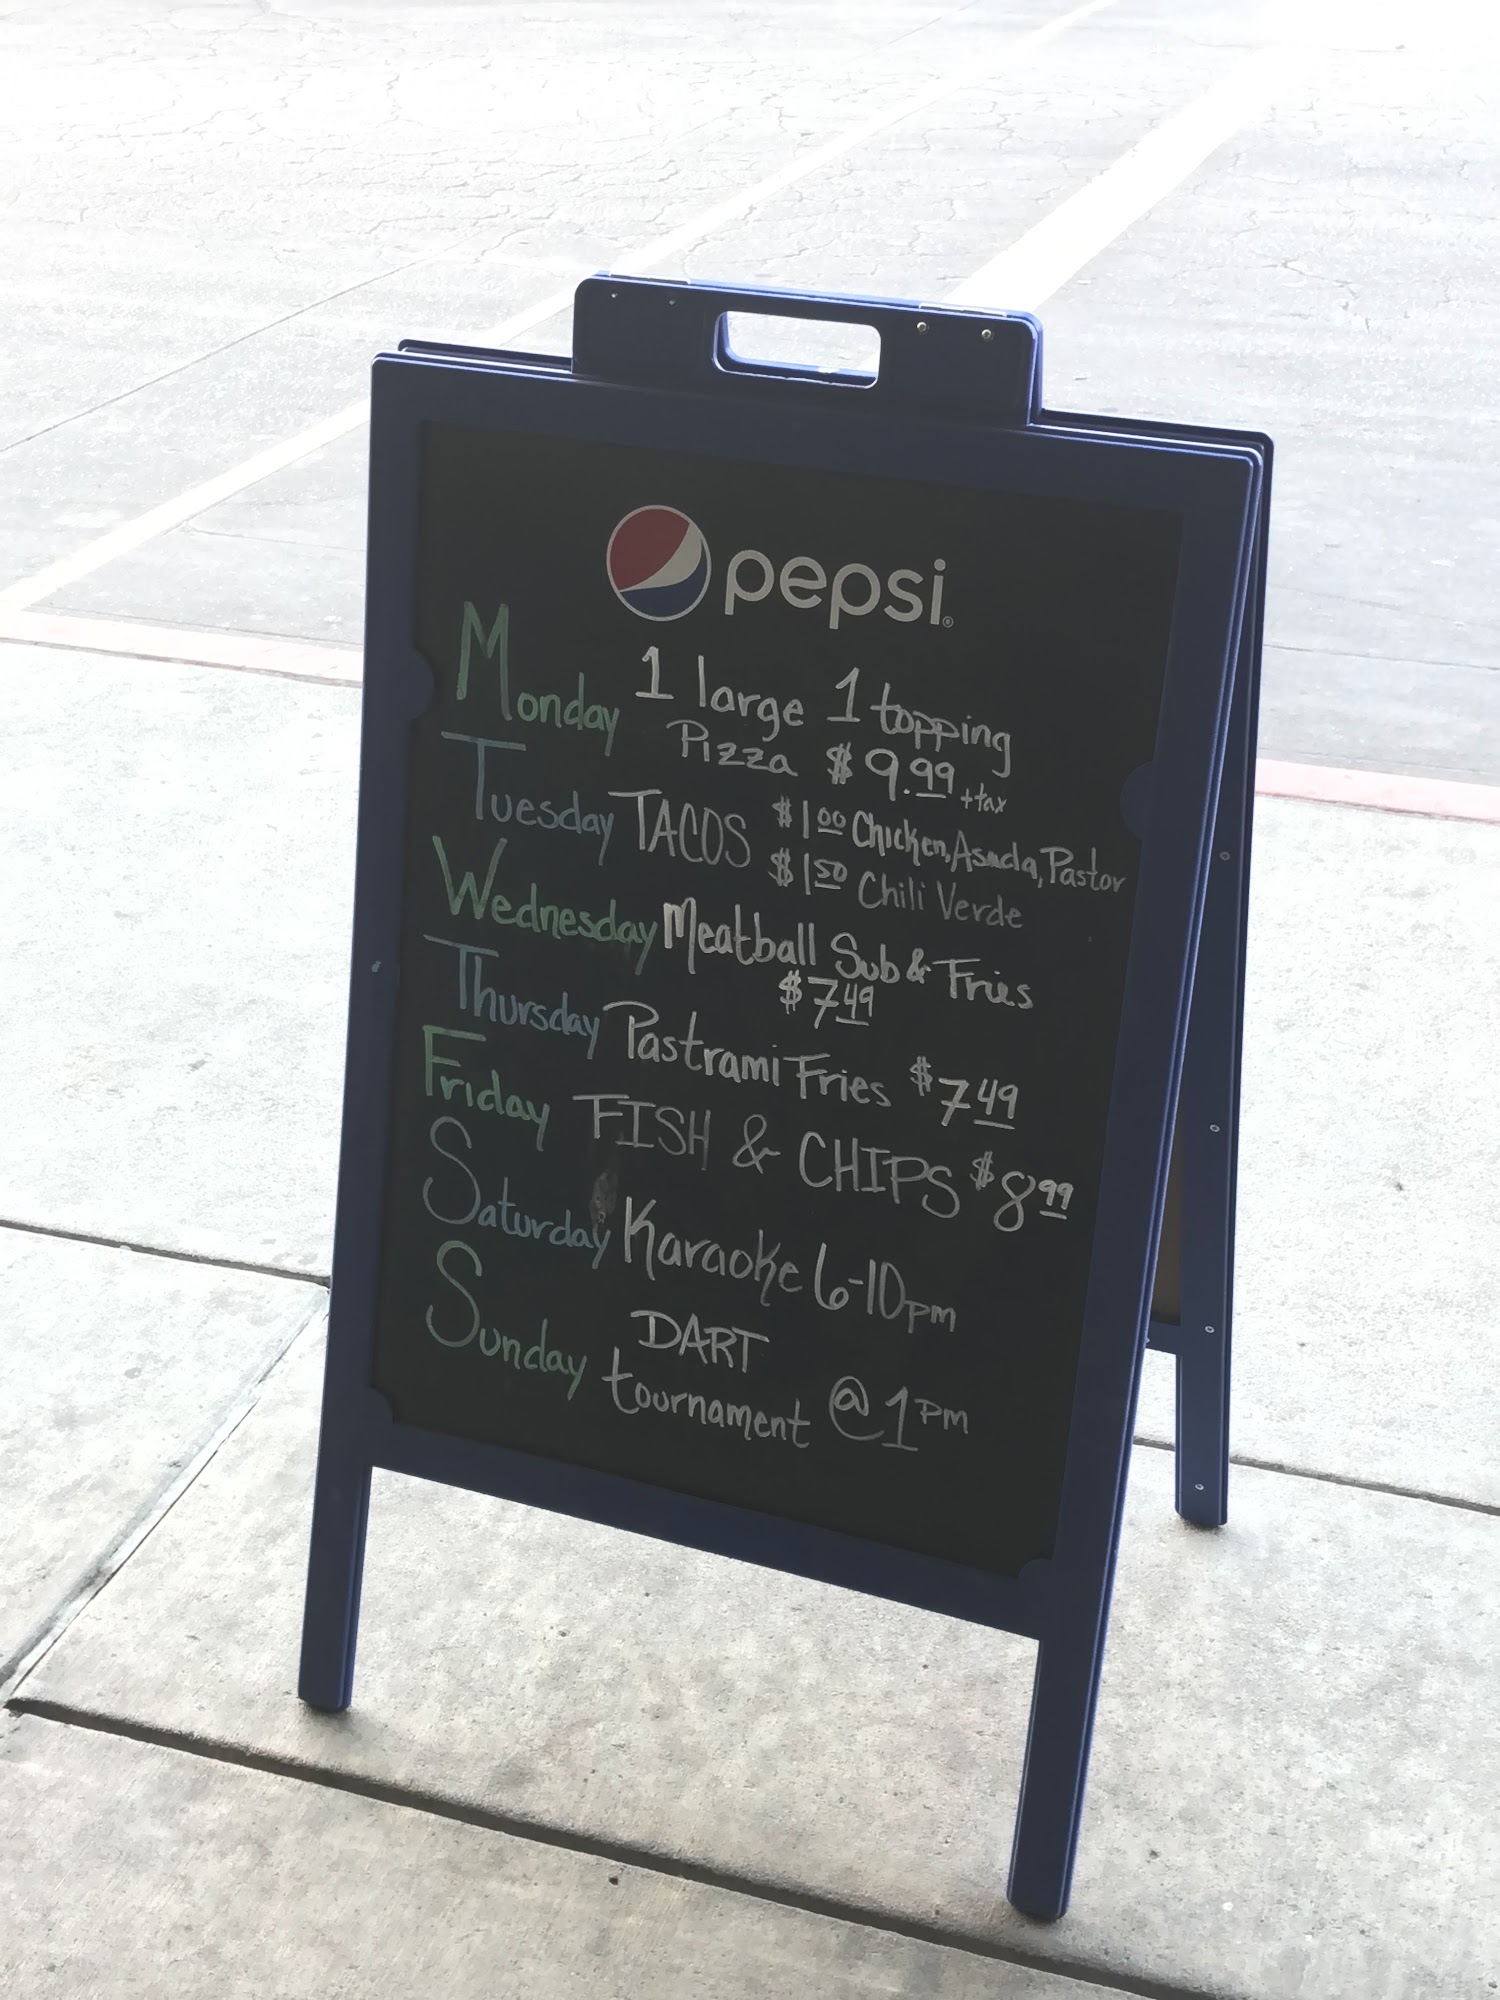 pepsi
Monday 1 large 1 topping
Pizza $9.99 +tax
Tuesday TACOS $1.00 Chicken, Asada, Pastor
$1.50 Chili Verde
Wednesday Meatball Sub & Fries
$7.49
Thursday Pastrami Fries $7.49
Friday FISH & CHIPS $8.99
Saturday Karaoke 6-10pm
Sunday DART
tournament @ 1PM